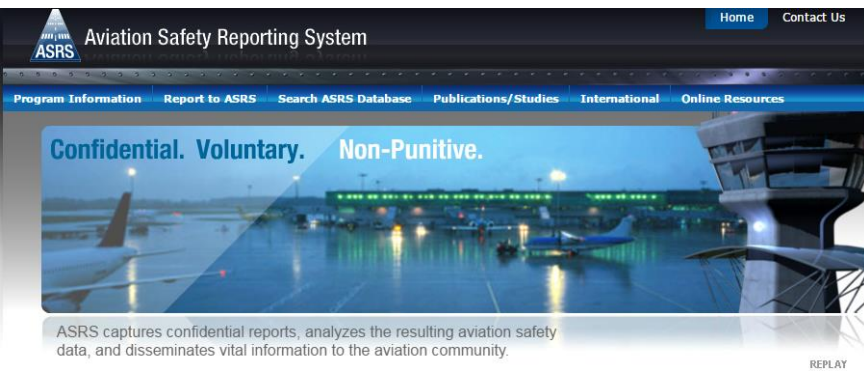 Home Contact Us
ASRS Aviation Safety Reporting System
Program Information Report to ASRS Search ASRS Database Publications/Studies International Online Resources
Confidential. Voluntary. Non-Punitive.
ASRS captures confidential reports, analyzes the resulting aviation safety
data, and disseminates vital information to the aviation community.
REPLAY